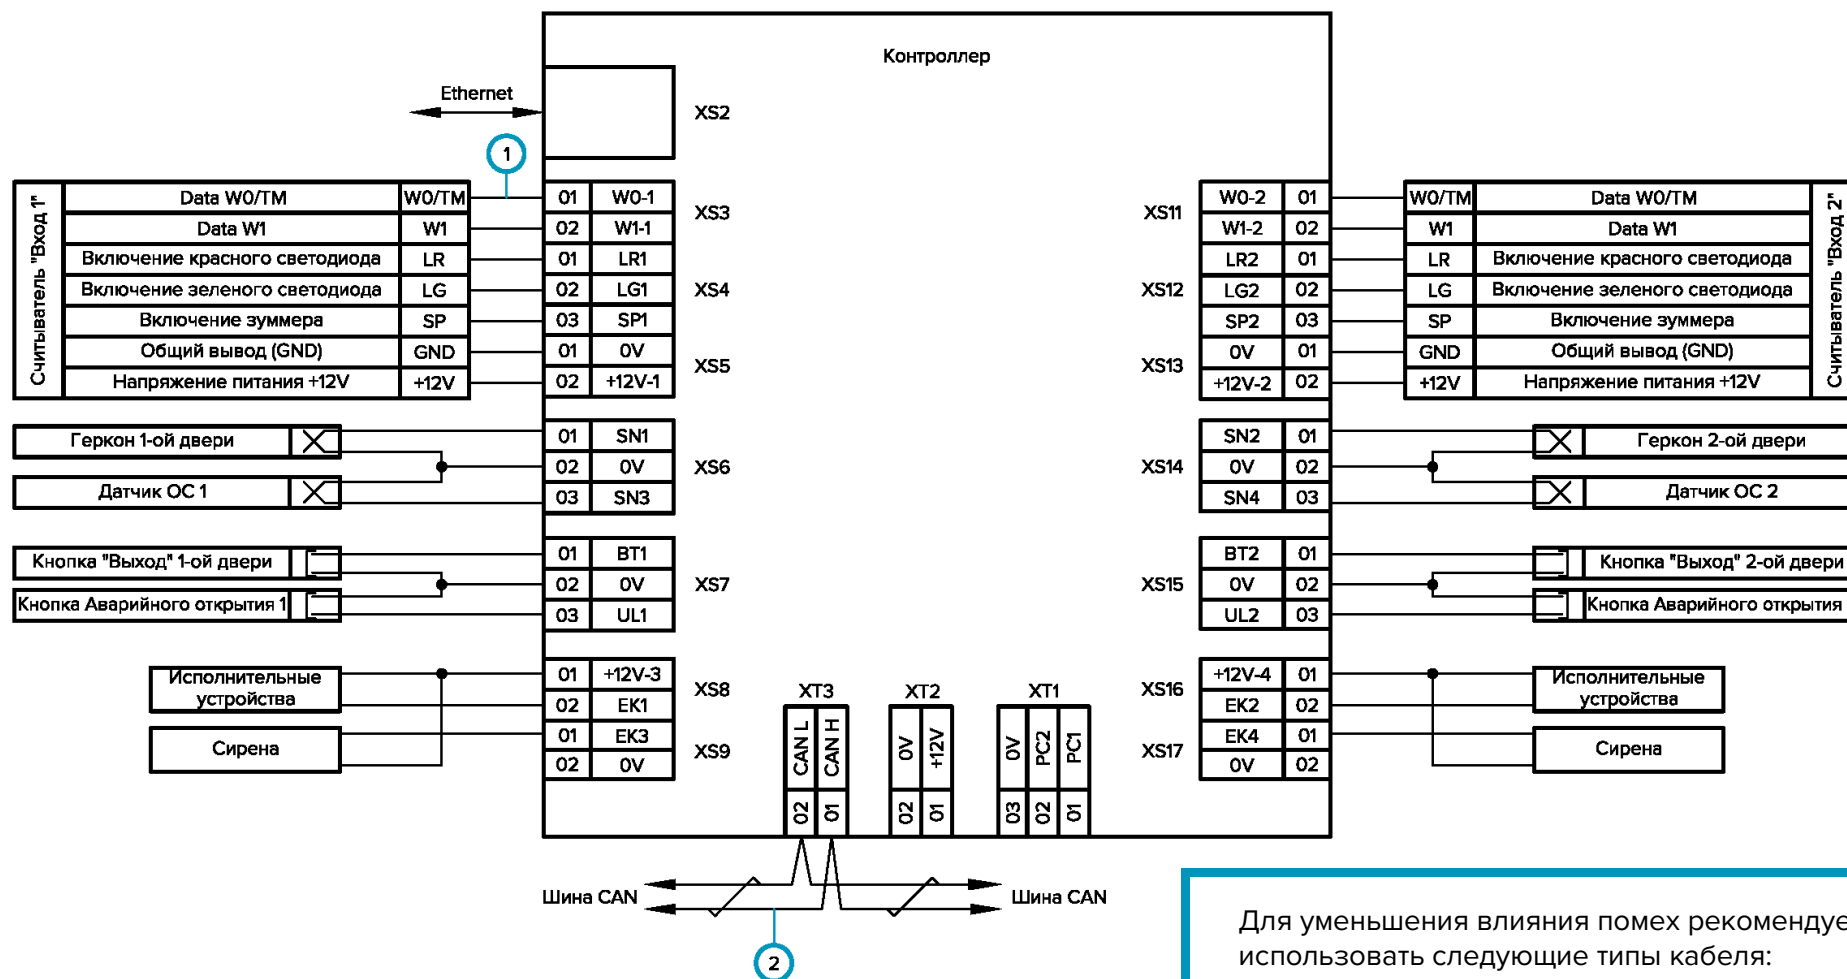 Контроллер
Ethernet
XS2
1
Считыватель "Вход 1"
Data W0/TM W0/TM 01 W0-1
Data W1 W1 02 W1-1
XS3
Включение красного светодиода LR 01 LR1
Включение зеленого светодиода LG 02 LG1
Включение зуммера SP 03 SP1
XS4
Общий вывод (GND) GND 01 0V
Напряжение питания +12V +12V 02 +12V-1
XS5
Геркон 1-ой двери 01 SN1
02 0V
Датчик ОС 1 03 SN3
XS6
Кнопка "Выход" 1-ой двери 01 BT1
02 0V
Кнопка Аварийного открытия 1 03 UL1
XS7
Исполнительные
устройства
01 +12V-3
02 EK1
XS8
Сирена
01 EK3
02 0V
XS9
XT3
CAN L 02
CAN H 01
XT2
0V 02
+12V 01
XT1
0V 03
PC2 02
PC1 01
XS11
W0-2 01 W0/TM Data W0/TM
W1-2 02 W1 Data W1
XS12
LR2 01 LR Включение красного светодиода
LG2 02 LG Включение зеленого светодиода
SP2 03 SP Включение зуммера
XS13
0V 01 GND Общий вывод (GND)
+12V-2 02 +12V Напряжение питания +12V
Считыватель "Вход 2"
XS14
SN2 01 Геркон 2-ой двери
0V 02
SN4 03 Датчик ОС 2
XS15
BT2 01 Кнопка "Выход" 2-ой двери
0V 02
UL2 03 Кнопка Аварийного открытия
XS16
+12V-4 01
EK2 02
Исполнительные
устройства
XS17
EK4 01
0V 02
Сирена
Шина CAN
Шина CAN
2
Для уменьшения влияния помех рекомендуе
использовать следующие типы кабеля: